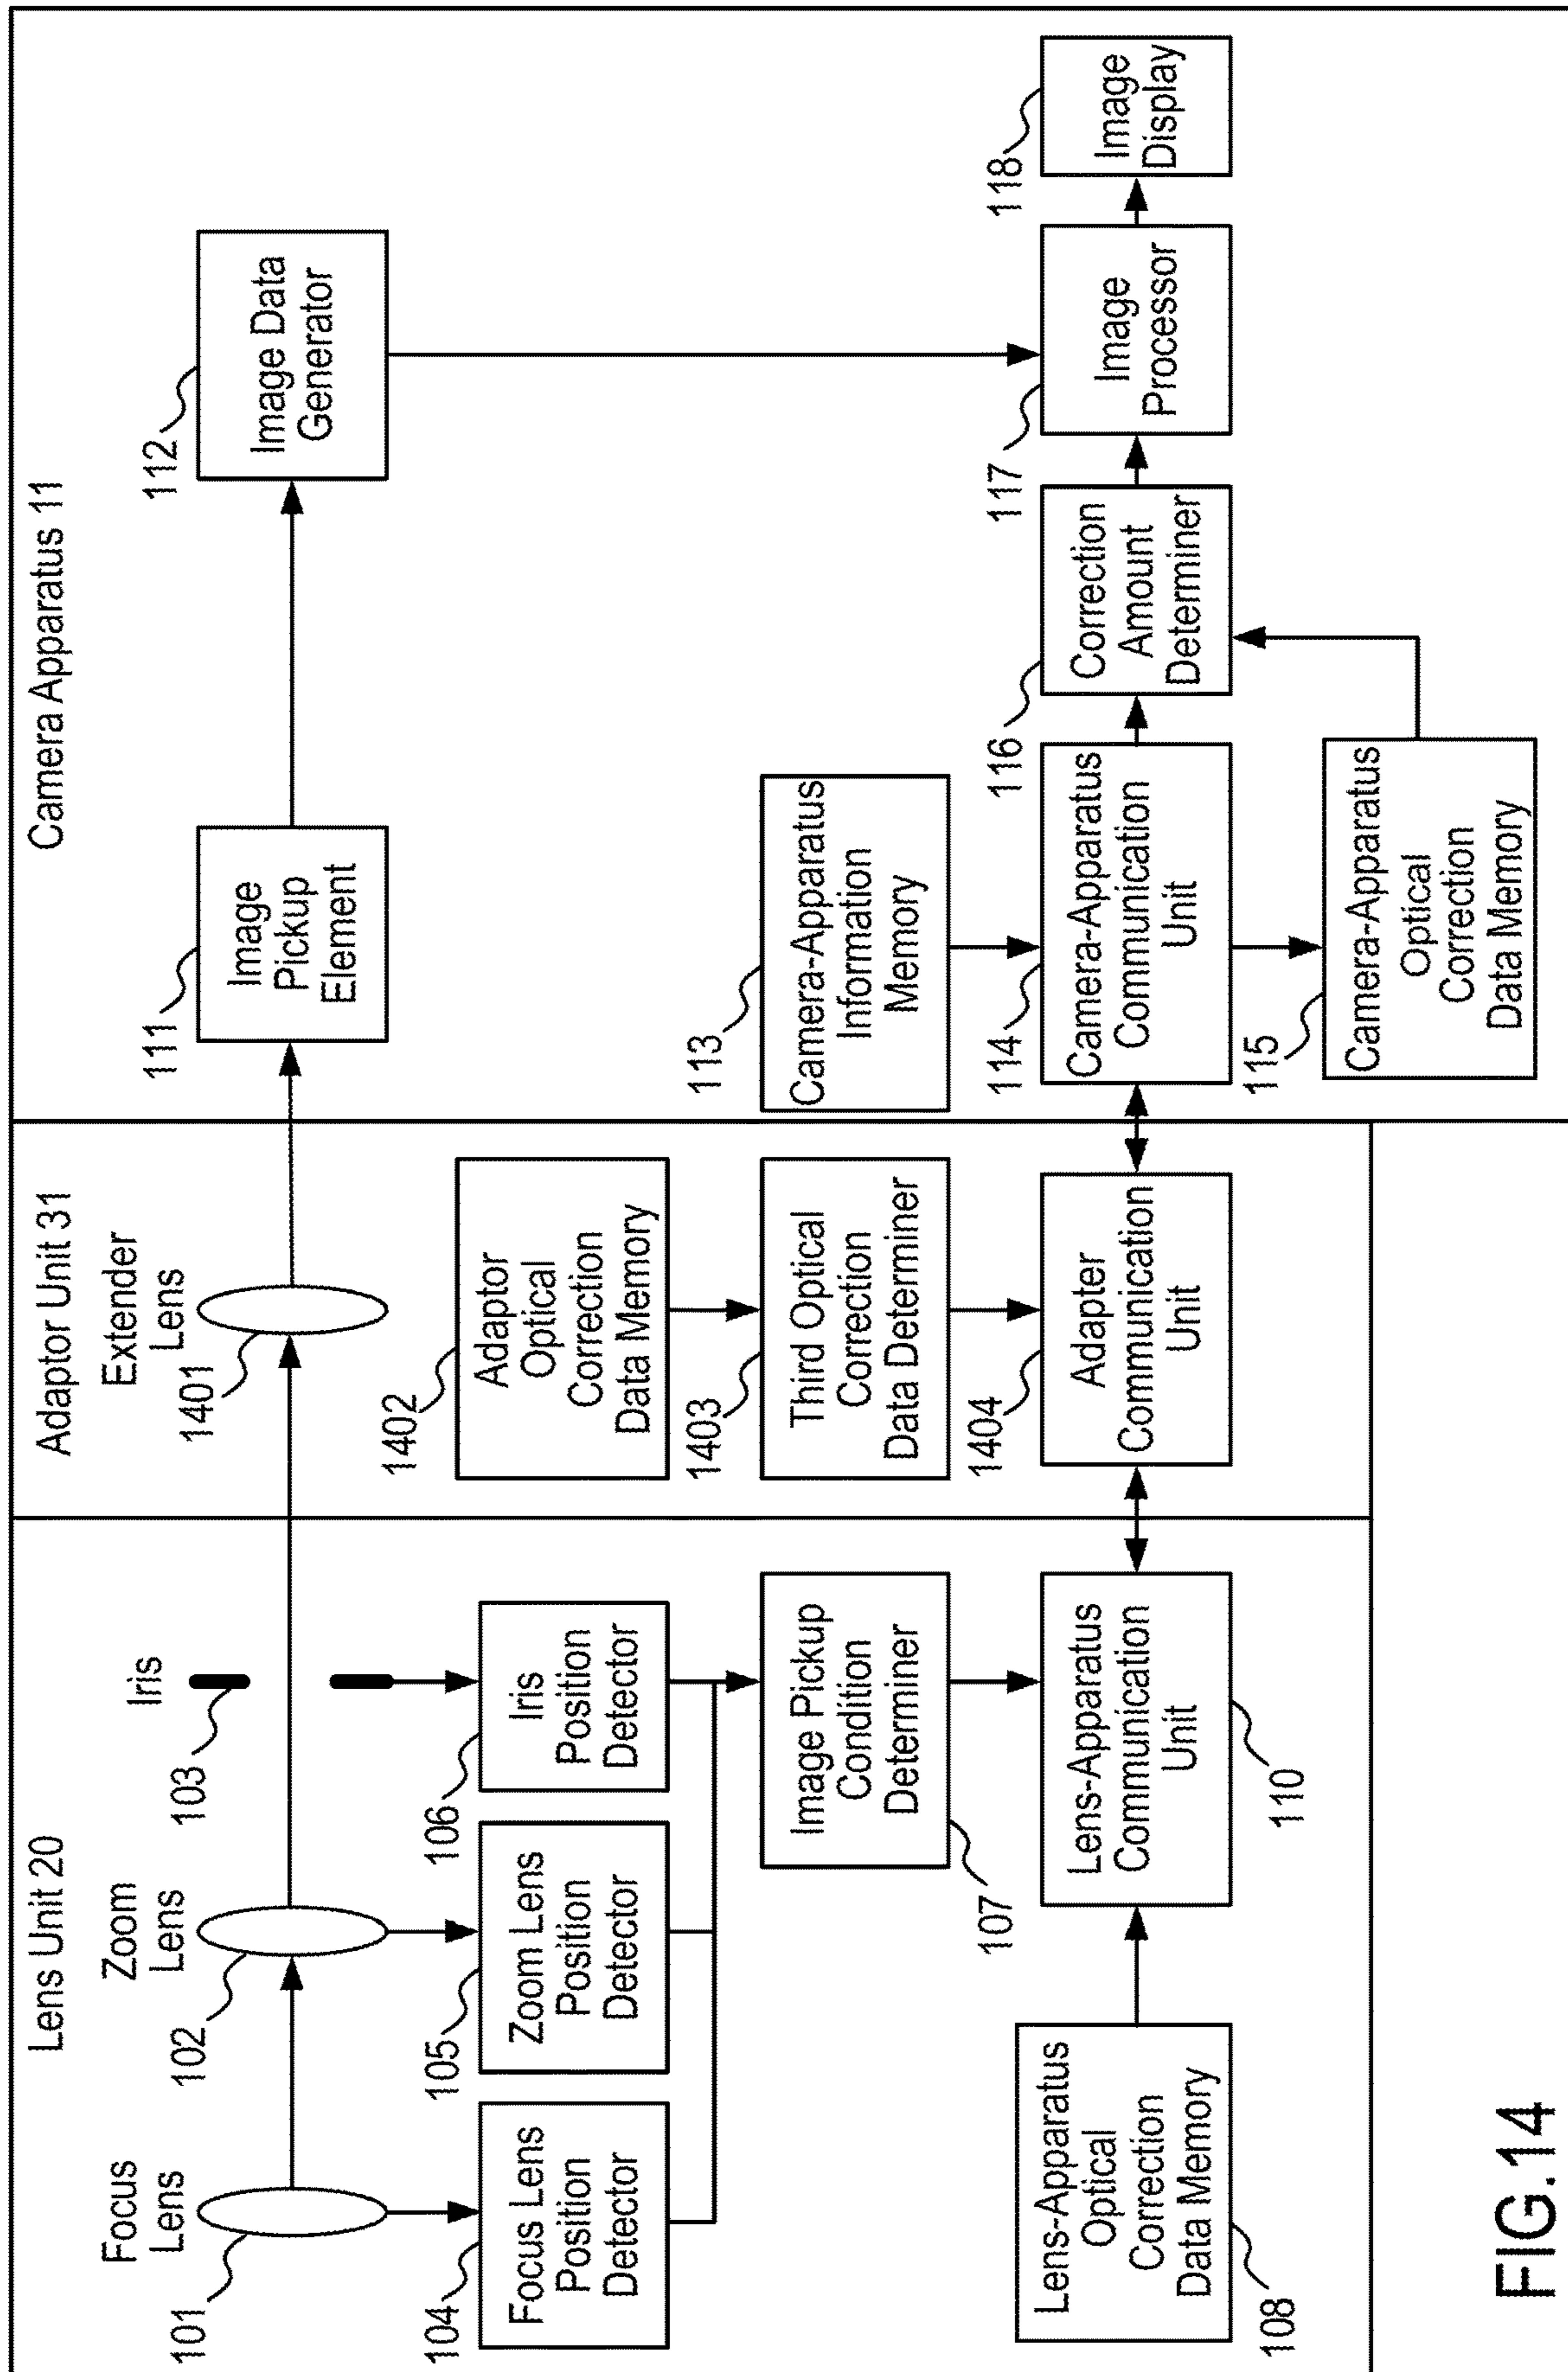 Lens Unit 20
Adaptor Unit 31
Camera Apparatus 11
Focus
Lens
101
Zoom
Lens
102
Iris
103
Extender
Lens
1401
111
Image
Pickup
Element
112
Image Data
Generator
104
Focus Lens
Position
Detector
105
Zoom Lens
Position
Detector
106
Iris
Position
Detector
1402
Adaptor
Optical
Correction
Data Memory
Image Pickup
Condition
Determiner
107
1403
Third Optical
Correction
Data Determiner
113
Camera-Apparatus
Information
Memory
Lens-Apparatus
Optical
Correction
Data Memory
108
Lens-Apparatus
Communication
Unit
110
1404
Adapter
Communication
Unit
114
Camera-Apparatus
Communication
Unit
116
Correction
Amount
Determiner
117
Image
Processor
118
Image
Display
115
Camera-Apparatus
Optical
Correction
Data Memory
FIG.14